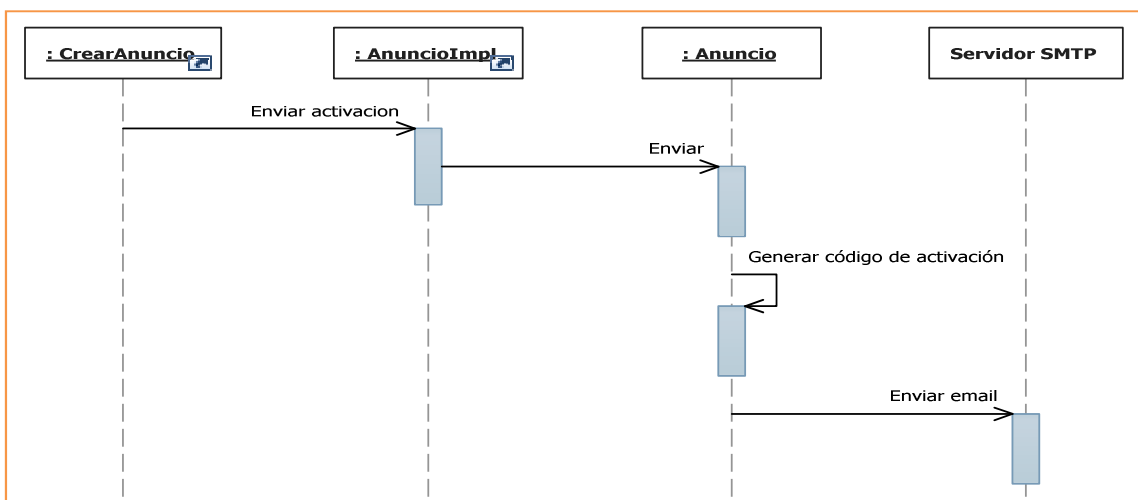 : CrearAnuncio
: AnuncioImpl
: Anuncio
Servidor SMTP
Enviar activacion
Enviar
Generar código de activación
Enviar email